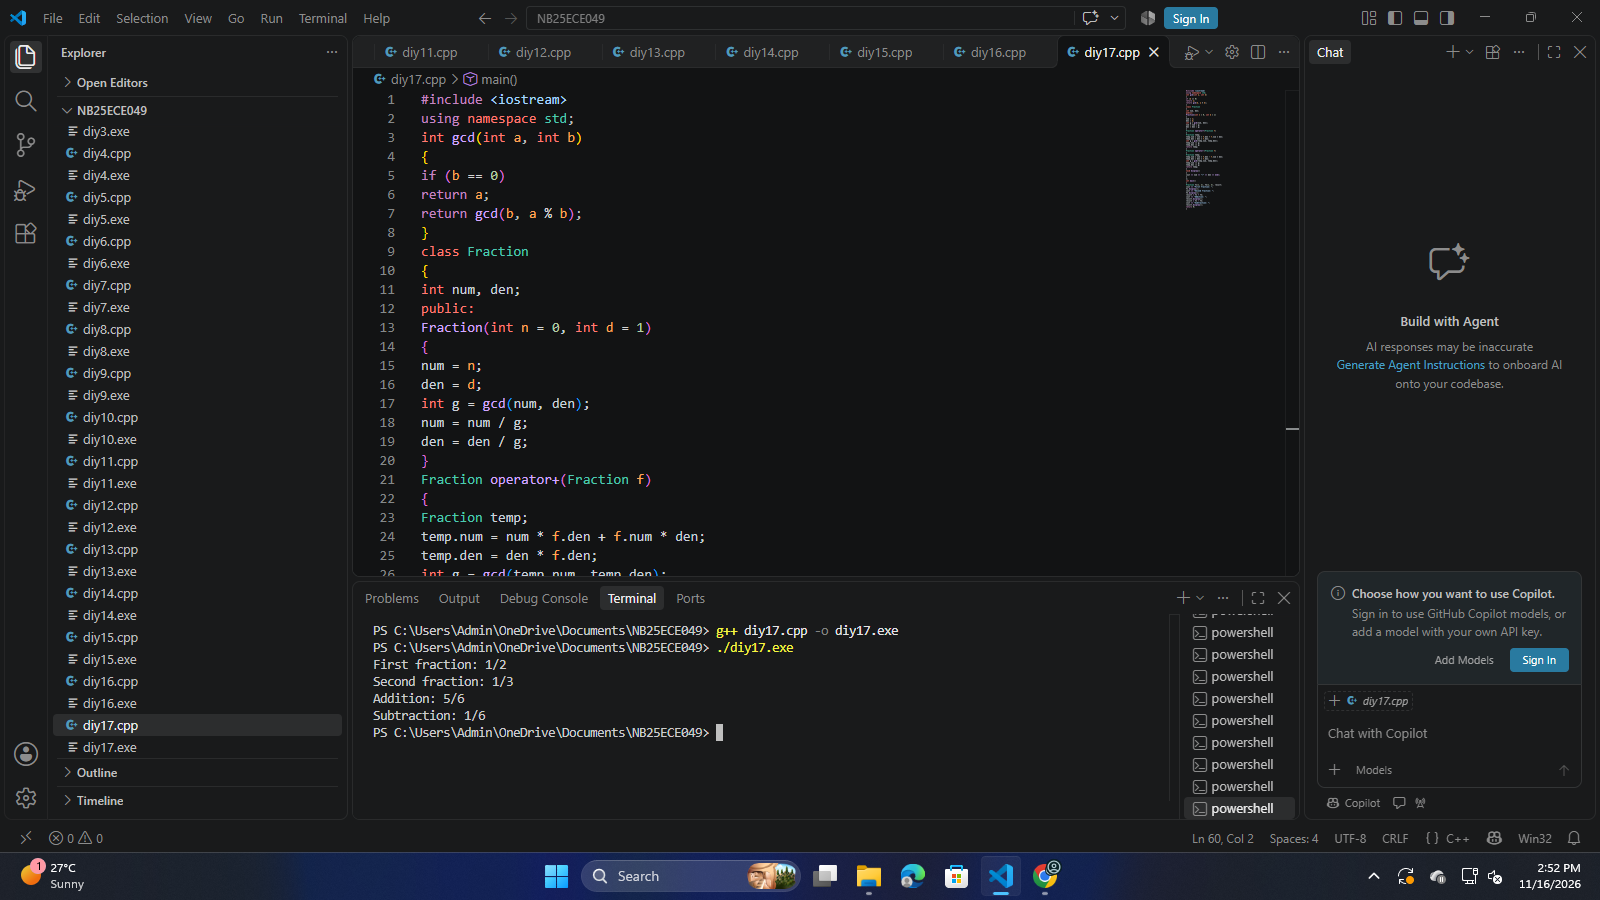 File Edit Selection View Go Run Terminal Help
NB25ECE049
Sign In
Explorer
Open Editors
NB25ECE049
diy3.exe
diy4.cpp
diy4.exe
diy5.cpp
diy5.exe
diy6.cpp
diy6.exe
diy7.cpp
diy7.exe
diy8.cpp
diy8.exe
diy9.cpp
diy9.exe
diy10.cpp
diy10.exe
diy11.cpp
diy11.exe
diy12.cpp
diy12.exe
diy13.cpp
diy13.exe
diy14.cpp
diy14.exe
diy15.cpp
diy15.exe
diy16.cpp
diy16.exe
diy17.cpp
diy17.exe
Outline
Timeline
diy11.cpp diy12.cpp diy13.cpp diy14.cpp diy15.cpp diy16.cpp diy17.cpp
diy17.cpp > main()
1 #include <iostream>
2 using namespace std;
3 int gcd(int a, int b)
4 {
5 if (b == 0)
6 return a;
7 return gcd(b, a % b);
8 }
9 class Fraction
10 {
11 int num, den;
12 public:
13 Fraction(int n = 0, int d = 1)
14 {
15 num = n;
16 den = d;
17 int g = gcd(num, den);
18 num = num / g;
19 den = den / g;
20 }
21 Fraction operator+(Fraction f)
22 {
23 Fraction temp;
24 temp.num = num * f.den + f.num * den;
25 temp.den = den * f.den;
26 int g = gcd(temp.num, temp.den);
Problems Output Debug Console Terminal Ports
PS C:\Users\Admin\OneDrive\Documents\NB25ECE049> g++ diy17.cpp -o diy17.exe
PS C:\Users\Admin\OneDrive\Documents\NB25ECE049> ./diy17.exe
First fraction: 1/2
Second fraction: 1/3
Addition: 5/6
Subtraction: 1/6
PS C:\Users\Admin\OneDrive\Documents\NB25ECE049>
powershell
powershell
powershell
powershell
powershell
powershell
powershell
powershell
powershell
powershell
Chat
Build with Agent
AI responses may be inaccurate
Generate Agent Instructions to onboard AI
onto your codebase.
Choose how you want to use Copilot.
Sign in to use GitHub Copilot models, or
add a model with your own API key.
Add Models Sign In
diy17.cpp
Chat with Copilot
Models
Copilot
0 0
Ln 60, Col 2 Spaces: 4 UTF-8 CRLF {} C++ Win32
1
27°C
Sunny
Search
2:52 PM
11/16/2026